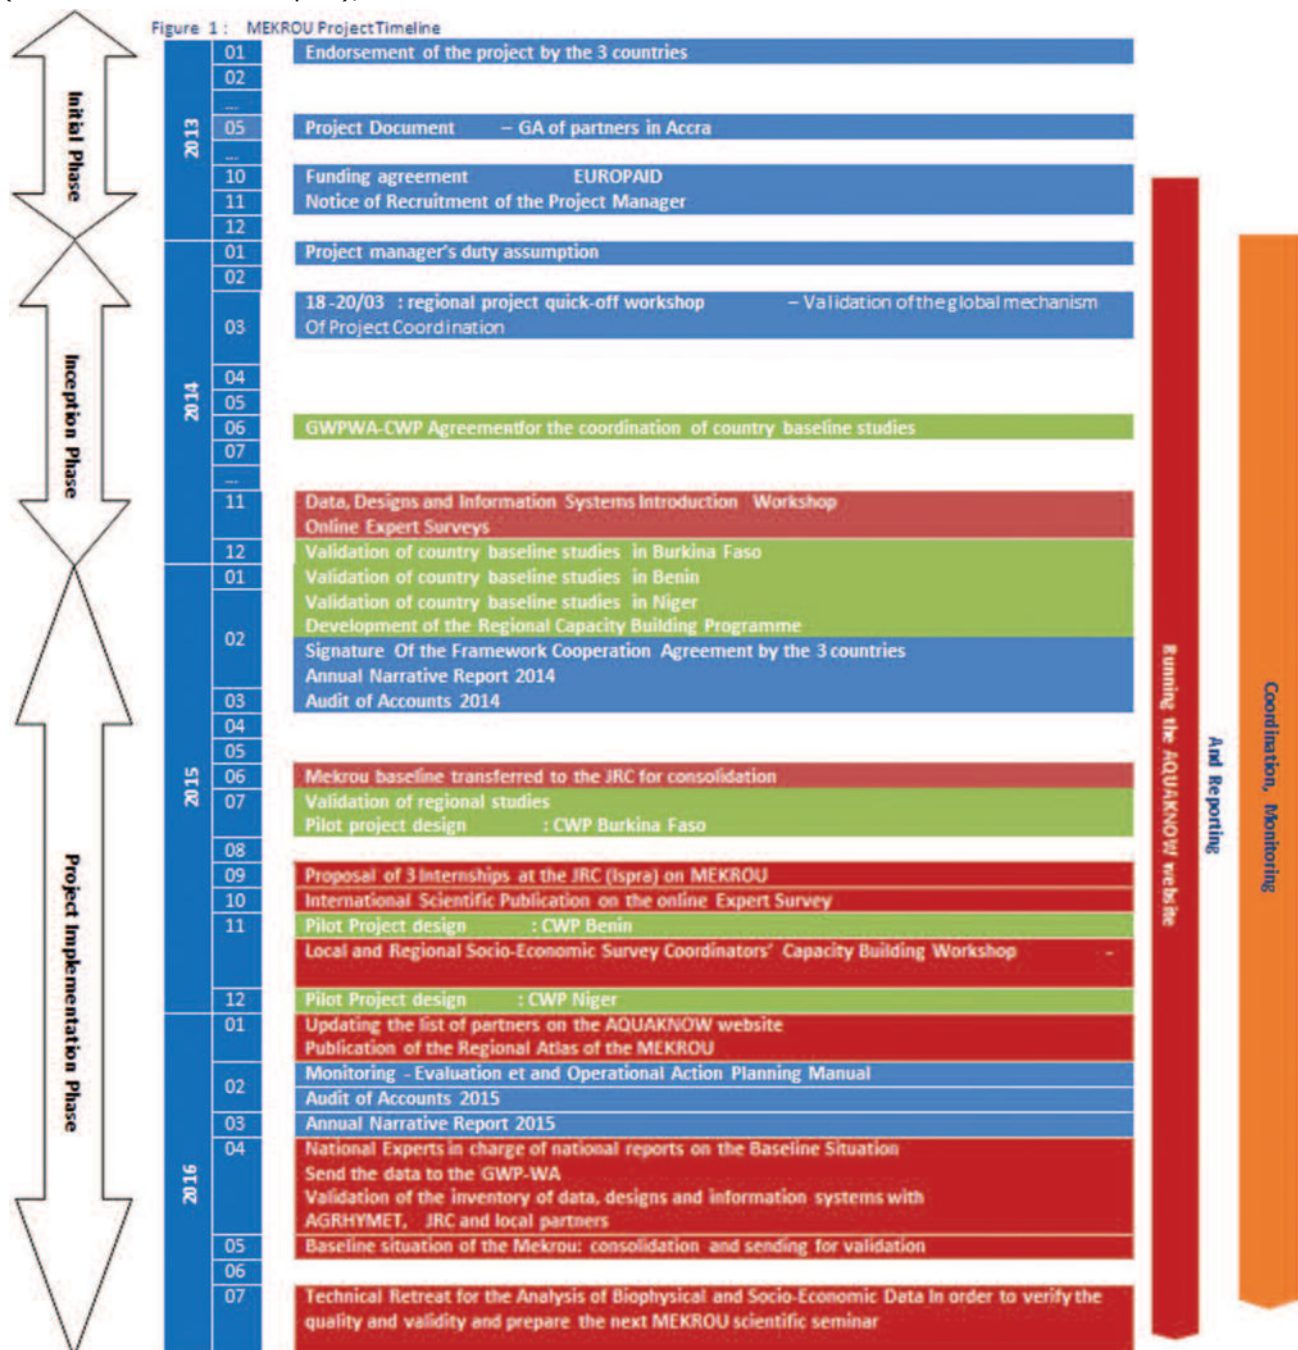 Figure 1 : MEKROU Project Timeline
Initial Phase
Inception Phase
Project Implementation Phase
2013
01 Endorsement of the project by the 3 countries
02
...
05 Project Document – GA of partners in Accra
...
10 Funding agreement EUROPAID
11 Notice of Recruitment of the Project Manager
12
2014
01 Project manager's duty assumption
02
03 18-20/03 : regional project quick-off workshop – Validation of the global mechanism
Of Project Coordination
04
05
06 GWPWA-CWP Agreementfor the coordination of country baseline studies
07
...
11 Data, Designs and Information Systems Introduction Workshop
Online Expert Surveys
12 Validation of country baseline studies in Burkina Faso
2015
01 Validation of country baseline studies in Benin
Validation of country baseline studies in Niger
02 Development of the Regional Capacity Building Programme
Signature Of the Framework Cooperation Agreement by the 3 countries
Annual Narrative Report 2014
03 Audit of Accounts 2014
04
05
06 Mekrou baseline transferred to the JRC for consolidation
07 Validation of regional studies
Pilot project design : CWP Burkina Faso
08
09 Proposal of 3 Internships at the JRC (Ispra) on MEKROU
10 International Scientific Publication on the online Expert Survey
11 Pilot Project design : CWP Benin
Local and Regional Socio-Economic Survey Coordinators' Capacity Building Workshop -
12 Pilot Project design : CWP Niger
2016
01 Updating the list of partners on the AQUAKNOW website
Publication of the Regional Atlas of the MEKROU
02 Monitoring - Evaluation et and Operational Action Planning Manual
Audit of Accounts 2015
03 Annual Narrative Report 2015
04 National Experts in charge of national reports on the Baseline Situation
Send the data to the GWP-WA
Validation of the inventory of data, designs and information systems with
AGRHYMET, JRC and local partners
05 Baseline situation of the Mekrou: consolidation and sending for validation
06
07 Technical Retreat for the Analysis of Biophysical and Socio-Economic Data In order to verify the
quality and validity and prepare the next MEKROU scientific seminar
Running the AQUAKNOW website
Coordination, Monitoring
And Reporting